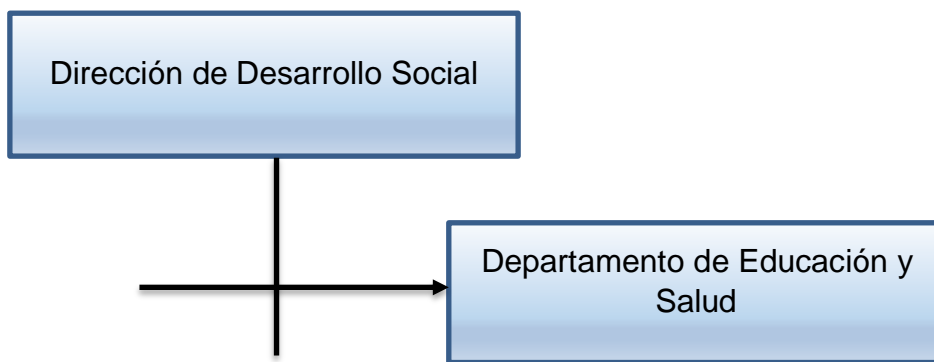 Dirección de Desarrollo Social
Departamento de Educación y
Salud